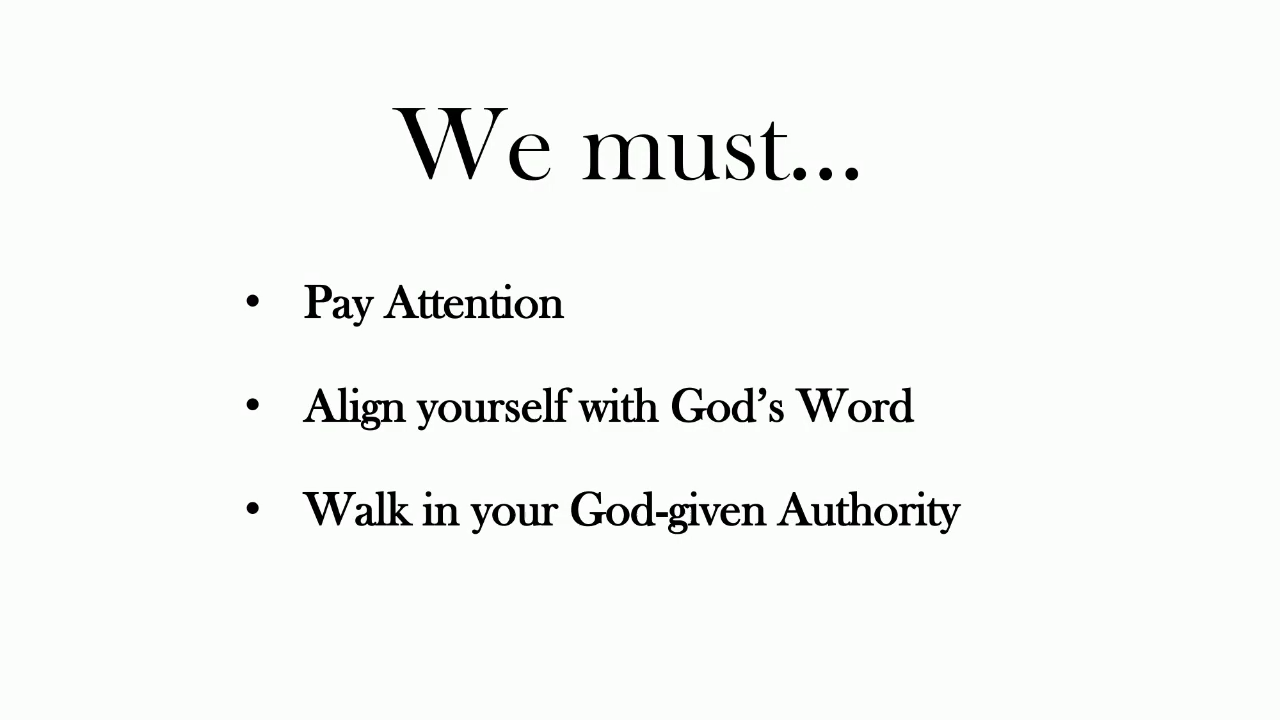 We must...
• Pay Attention
• Align yourself with God’s Word
• Walk in your God-given Authority